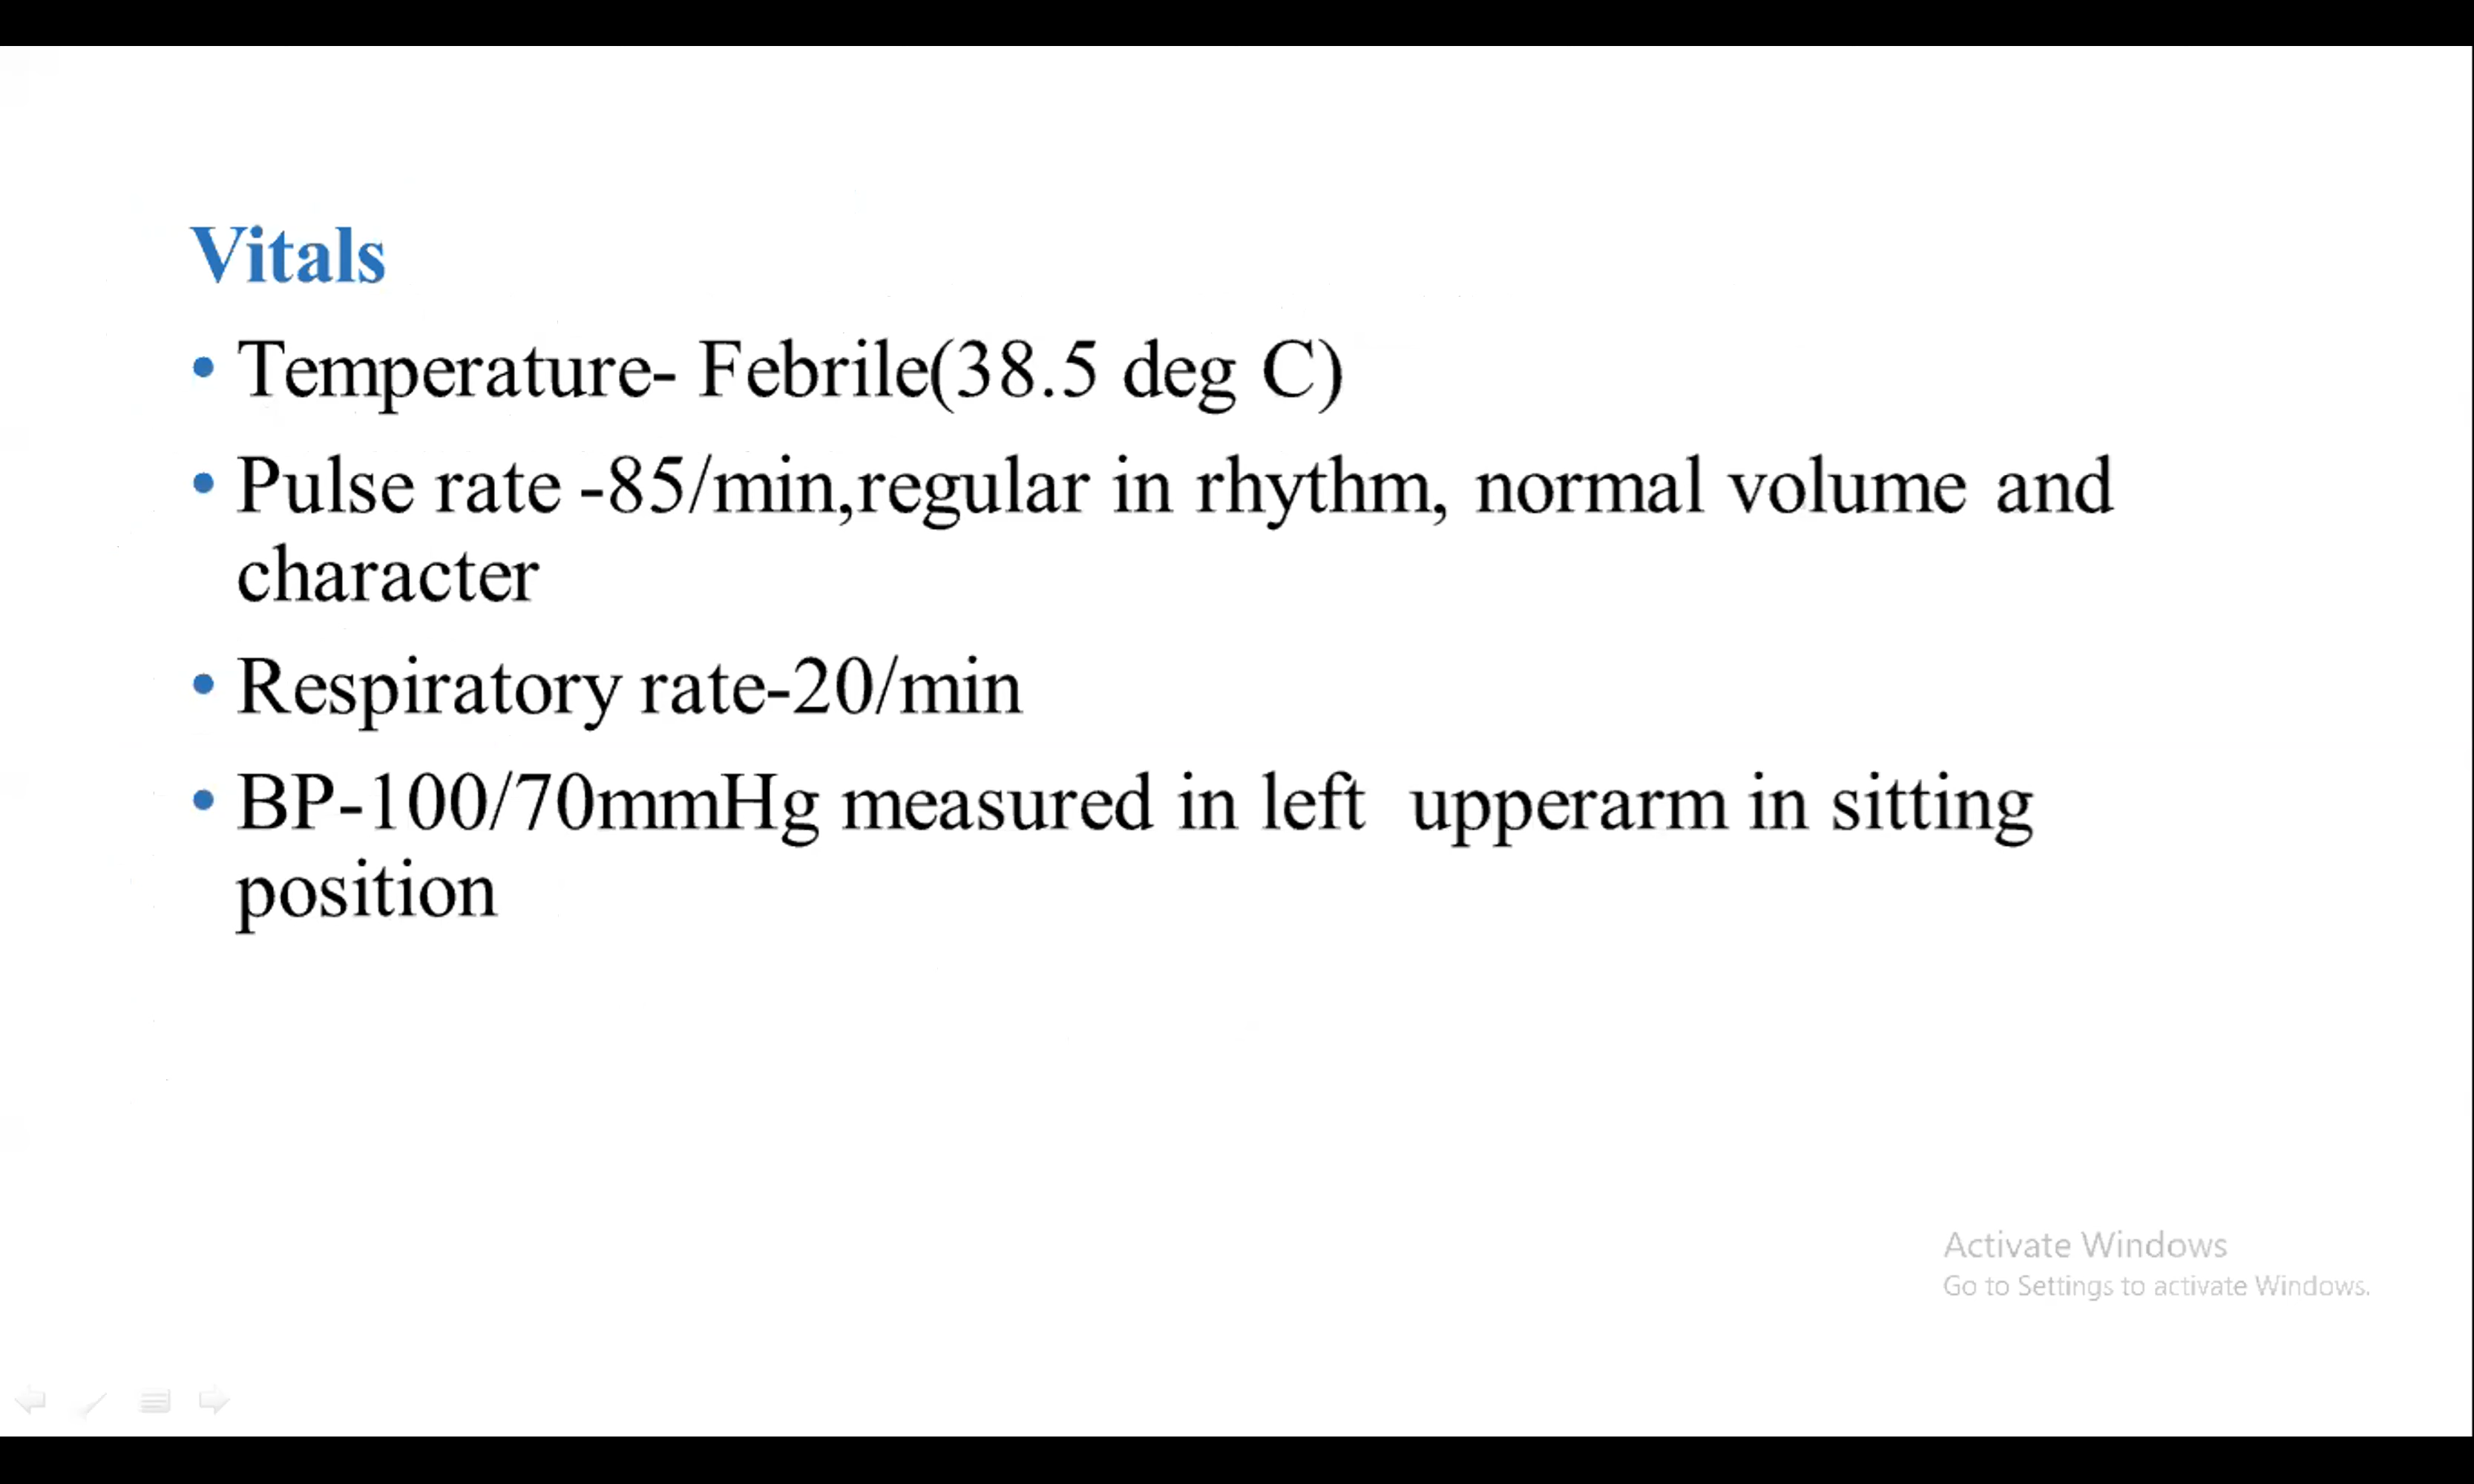 Vitals
• Temperature- Febrile(38.5 deg C)
• Pulse rate -85/min,regular in rhythm, normal volume and
character
• Respiratory rate-20/min
• BP-100/70mmHg measured in left  upperarm in sitting
position
Activate Windows
Go to Settings to activate Windows.